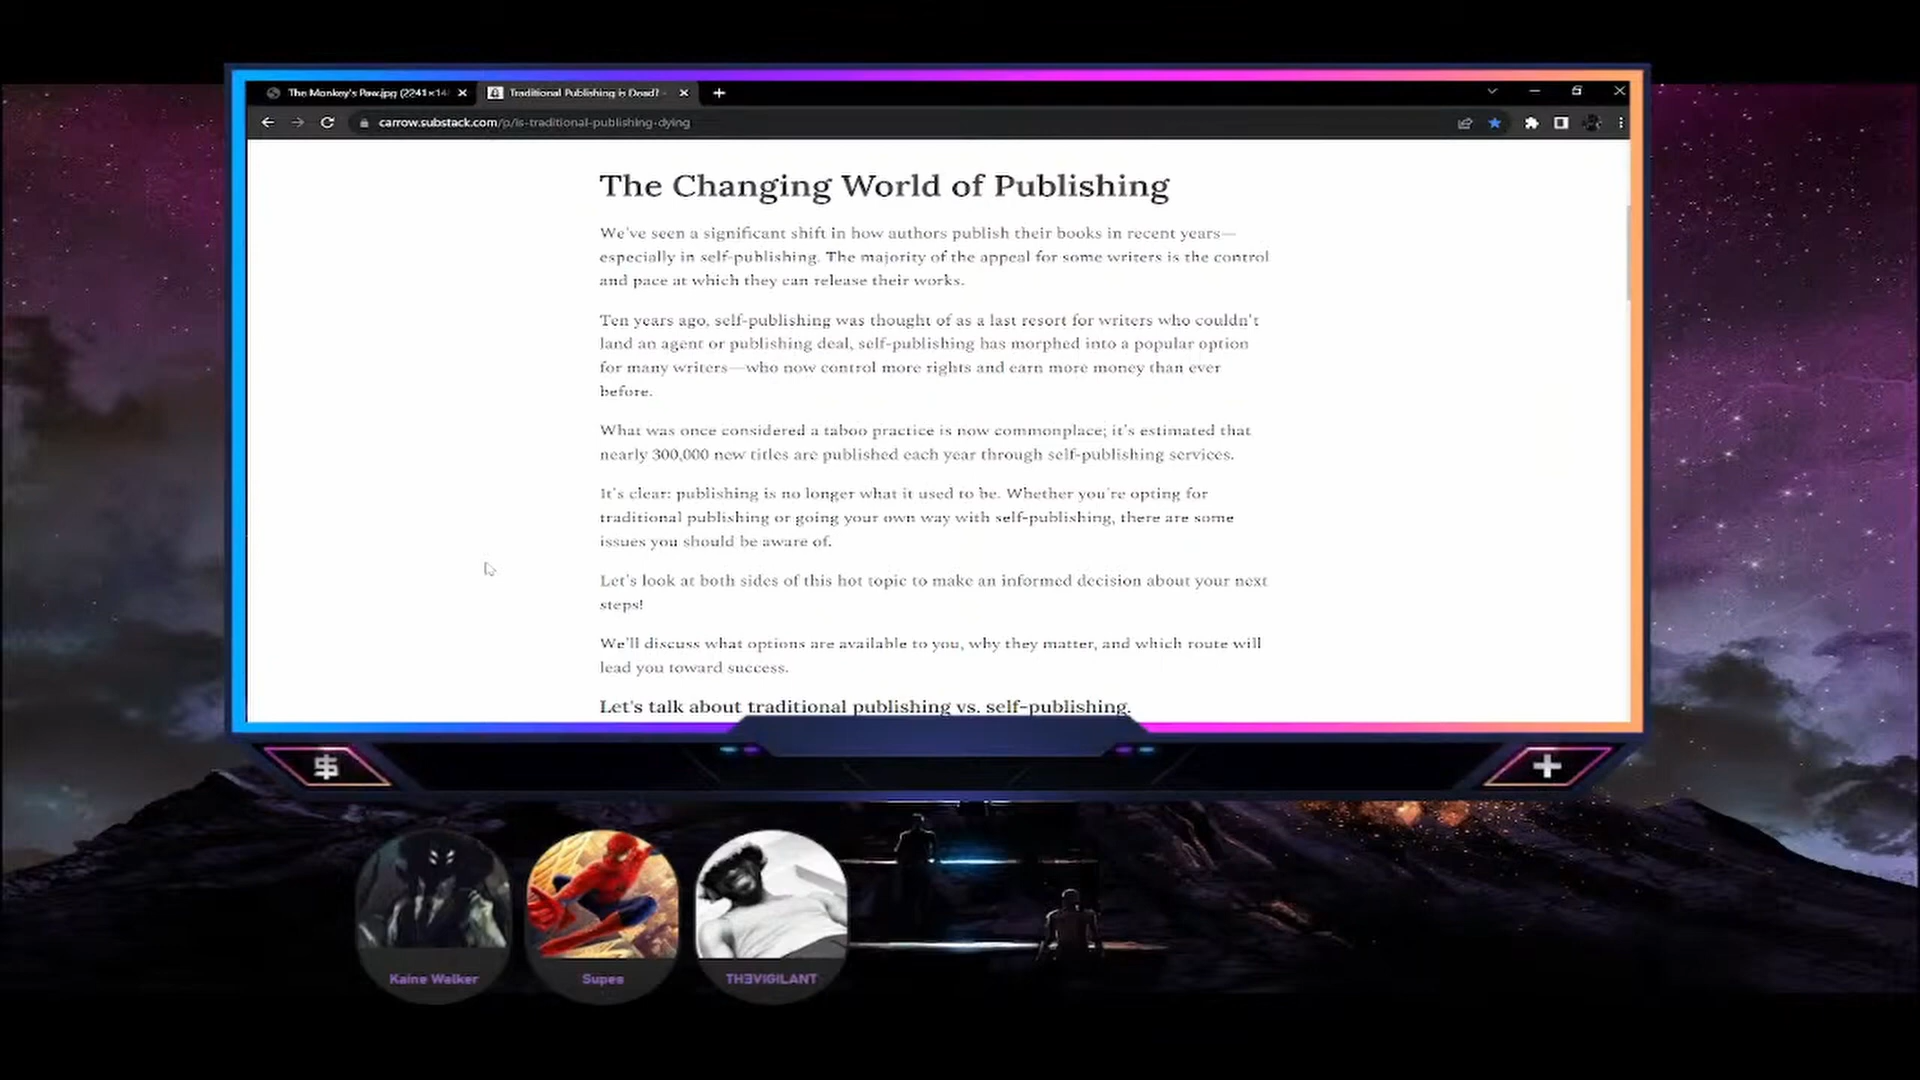 The Monkey's Paw.jpg (2241×14
Traditional Publishing is Dead? -
carrow.substack.com/p/is-traditional-publishing-dying
The Changing World of Publishing
We've seen a significant shift in how authors publish their books in recent years—
especially in self-publishing. The majority of the appeal for some writers is the control
and pace at which they can release their works.
Ten years ago, self-publishing was thought of as a last resort for writers who couldn't
land an agent or publishing deal, self-publishing has morphed into a popular option
for many writers—who now control more rights and earn more money than ever
before.
What was once considered a taboo practice is now commonplace; it's estimated that
nearly 300,000 new titles are published each year through self-publishing services.
It's clear: publishing is no longer what it used to be. Whether you're opting for
traditional publishing or going your own way with self-publishing, there are some
issues you should be aware of.
Let's look at both sides of this hot topic to make an informed decision about your next
steps!
We'll discuss what options are available to you, why they matter, and which route will
lead you toward success.
Let's talk about traditional publishing vs. self-publishing.
$
+
Kaine Walker
Supes
THƎVIGILANT